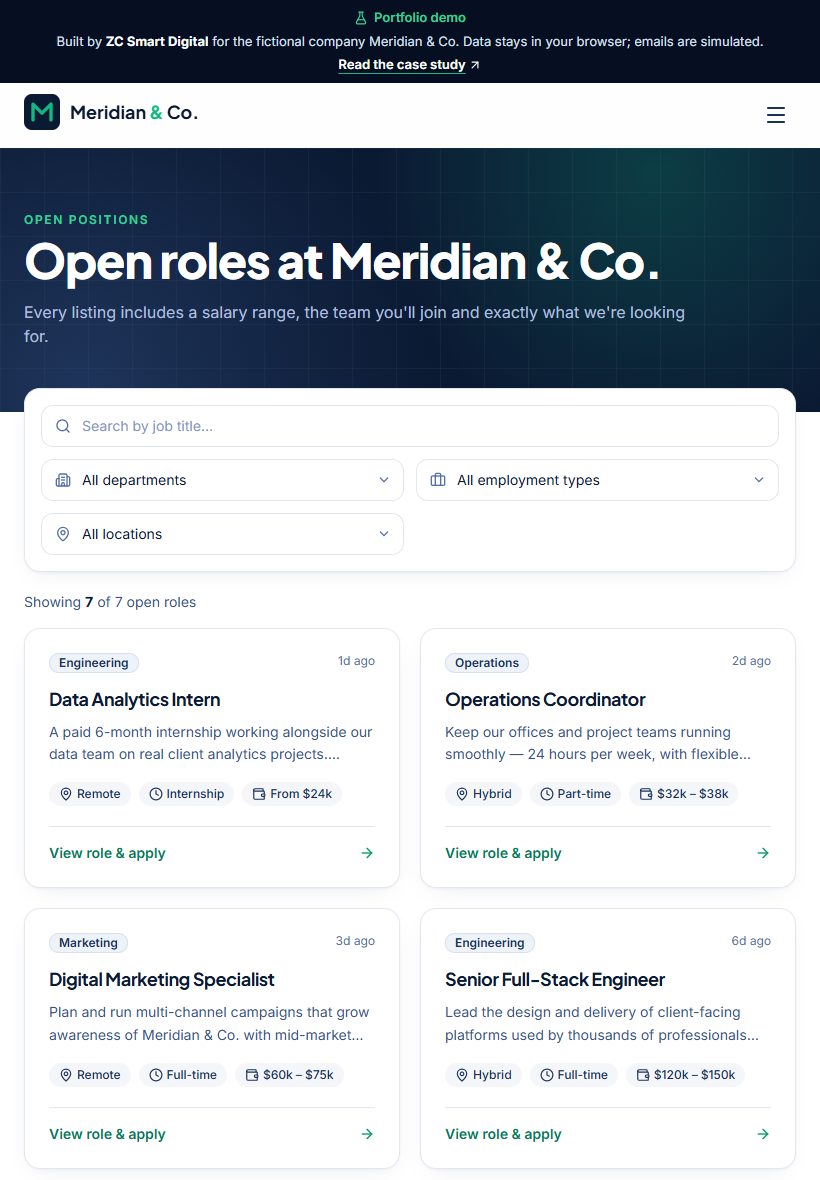 Portfolio demo
Built by ZC Smart Digital for the fictional company Meridian & Co. Data stays in your browser; emails are simulated.
Read the case study ↗
M Meridian & Co.
OPEN POSITIONS
Open roles at Meridian & Co.
Every listing includes a salary range, the team you'll join and exactly what we're looking
for.
Search by job title...
All departments
All employment types
All locations
Showing 7 of 7 open roles
Engineering
1d ago
Data Analytics Intern
A paid 6-month internship working alongside our
data team on real client analytics projects....
Remote
Internship
From $24k
View role & apply →
Operations
2d ago
Operations Coordinator
Keep our offices and project teams running
smoothly — 24 hours per week, with flexible...
Hybrid
Part-time
$32k – $38k
View role & apply →
Marketing
3d ago
Digital Marketing Specialist
Plan and run multi-channel campaigns that grow
awareness of Meridian & Co. with mid-market...
Remote
Full-time
$60k – $75k
View role & apply →
Engineering
6d ago
Senior Full-Stack Engineer
Lead the design and delivery of client-facing
platforms used by thousands of professionals...
Hybrid
Full-time
$120k – $150k
View role & apply →